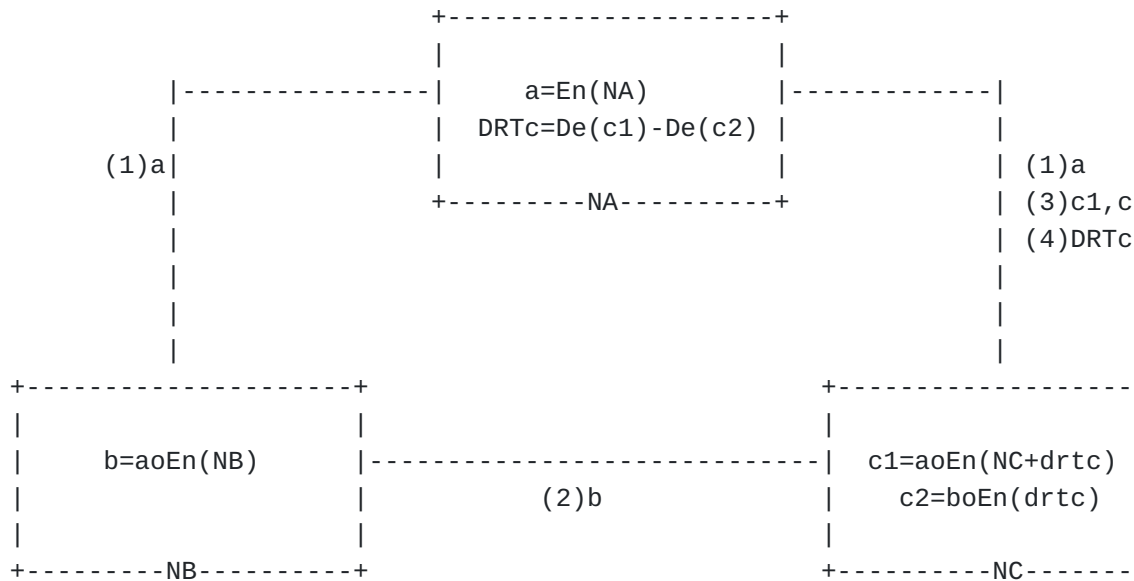 a=En(NA)
DRTc=De(c1)-De(c2)
(1)a
(1)a
NA
(3)c1,c
(4)DRTc
b=aoEn(NB)
c1=aoEn(NC+drtc)
(2)b
c2=boEn(drtc)
NB
NC